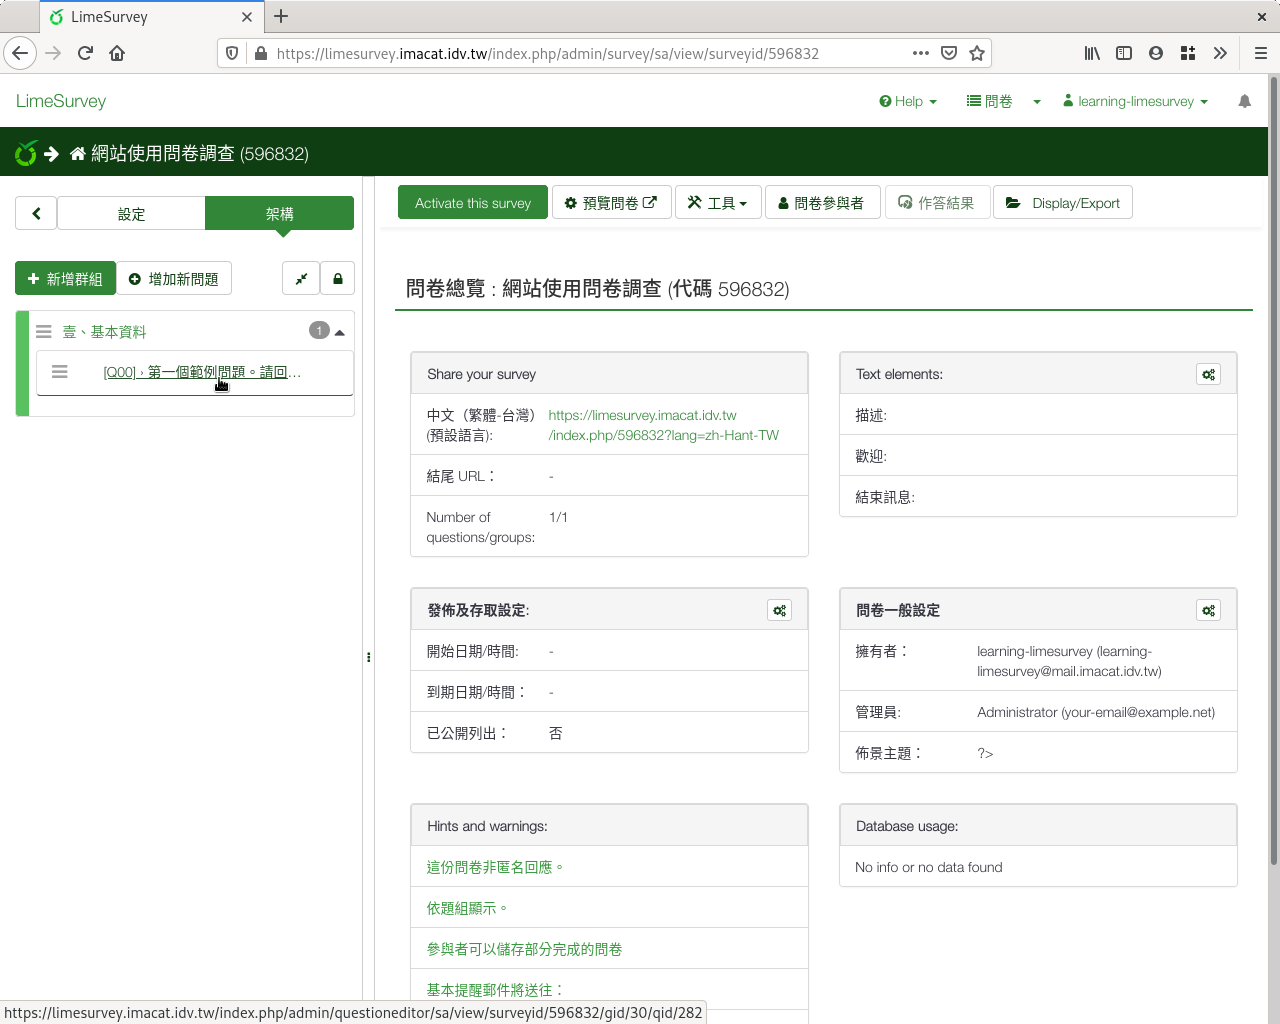 LimeSurvey
https://limesurvey.imacat.idv.tw/index.php/admin/survey/sa/view/surveyid/596832
LimeSurvey
Help
問卷
learning-limesurvey
網站使用問卷調查 (596832)
設定
架構
Activate this survey
預覽問卷
工具
問卷參與者
作答結果
Display/Export
新增群組
增加新問題
壹、基本資料
1
[Q00] › 第一個範例問題。請回…
問卷總覽 : 網站使用問卷調查 (代碼 596832)
Share your survey
中文（繁體-台灣）
(預設語言):
https://limesurvey.imacat.idv.tw
/index.php/596832?lang=zh-Hant-TW
結尾 URL：
-
Number of
questions/groups:
1/1
Text elements:
描述:
歡迎:
結束訊息:
發佈及存取設定:
開始日期/時間:
-
到期日期/時間：
-
已公開列出：
否
問卷一般設定
擁有者：
learning-limesurvey (learning-
limesurvey@mail.imacat.idv.tw)
管理員:
Administrator (your-email@example.net)
佈景主題：
?>
Hints and warnings:
這份問卷非匿名回應。
依題組顯示。
參與者可以儲存部分完成的問卷
基本提醒郵件將送往：
Database usage:
No info or no data found
https://limesurvey.imacat.idv.tw/index.php/admin/questioneditor/sa/view/surveyid/596832/gid/30/qid/282